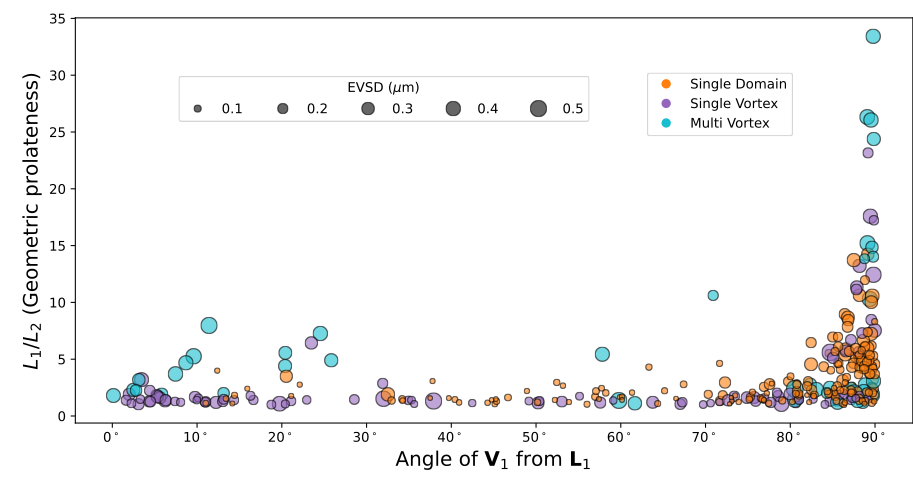 35
30
25
20
15
10
5
0
L₁/L₂ (Geometric prolateness)
EVSD (μm)
0.1 0.2 0.3 0.4 0.5
Single Domain
Single Vortex
Multi Vortex
0° 10° 20° 30° 40° 50° 60° 70° 80° 90°
Angle of V₁ from L₁